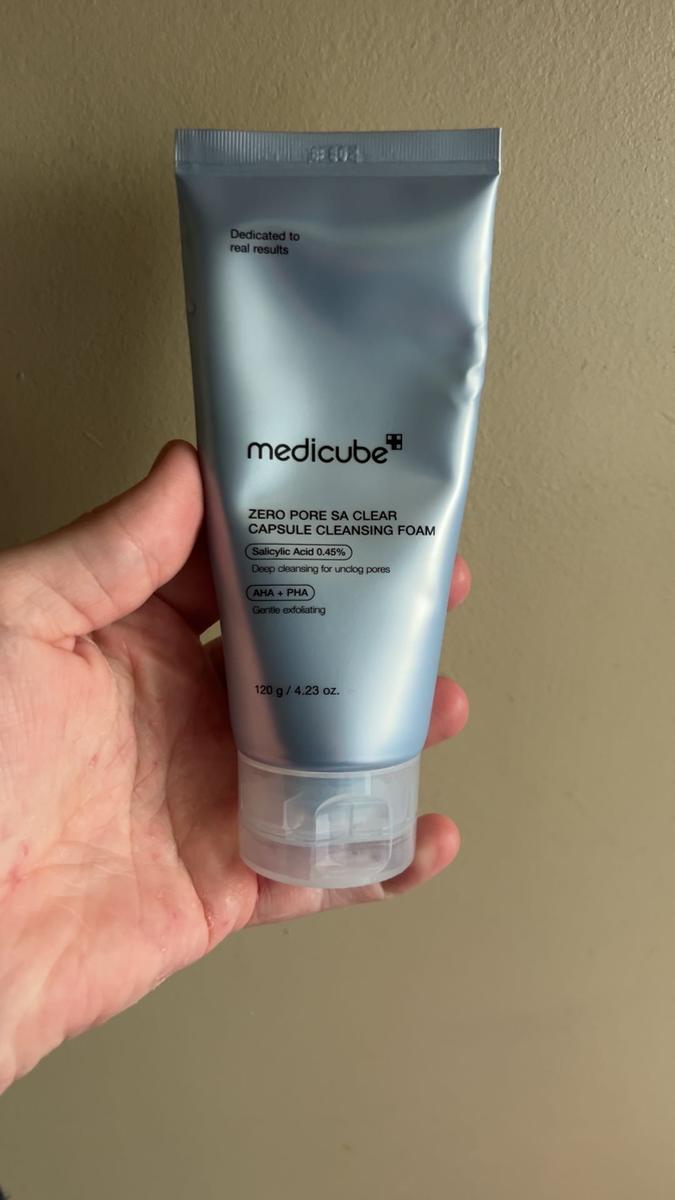 Dedicated to
real results
medicube
ZERO PORE SA CLEAR
CAPSULE CLEANSING FOAM
Salicylic Acid 0.45%
Deep cleansing for unclog pores
AHA + PHA
Gentle exfoliating
120 g / 4.23 oz.